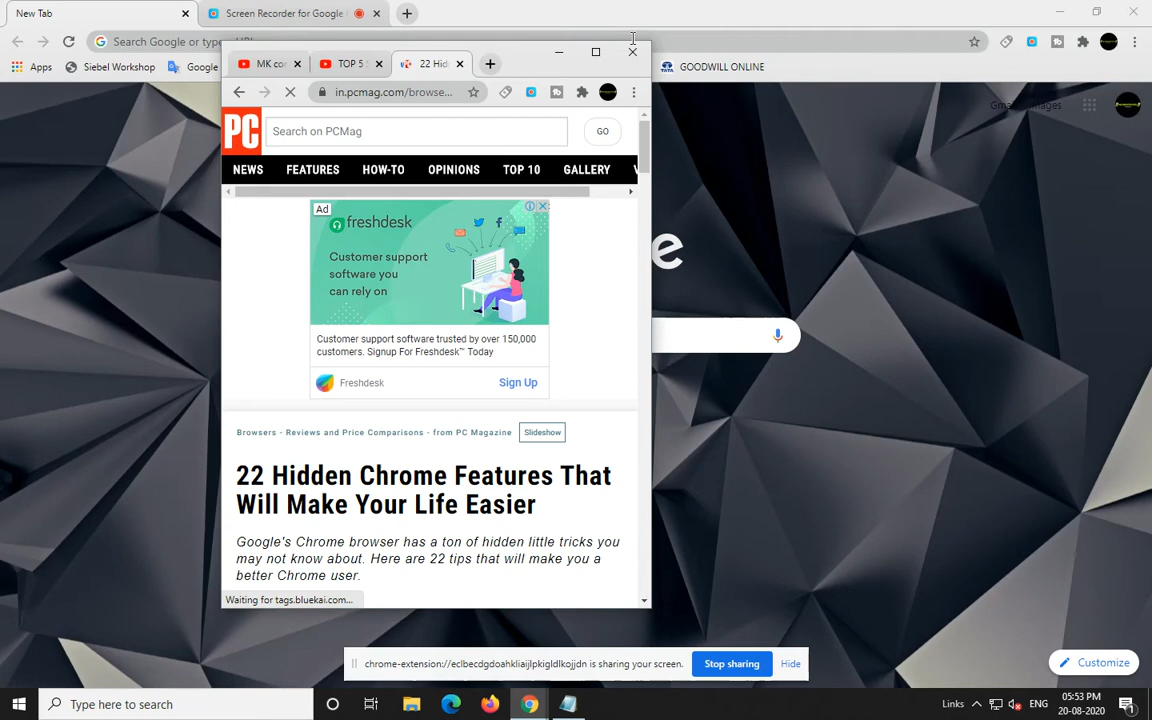 New Tab
Screen Recorder for Google
Search Google or type
Apps
Siebel Workshop
Google
TATA
GOODWILL ONLINE
MK co
TOP 5
22 Hid
in.pcmag.com/browse...
PC
Search on PCMag
GO
NEWS
FEATURES
HOW-TO
OPINIONS
TOP 10
GALLERY
Ad
freshdesk
Customer support
software you
can rely on
Customer support software trusted by over 150,000
customers. Signup For Freshdesk™ Today
Freshdesk
Sign Up
Browsers - Reviews and Price Comparisons - from PC Magazine
Slideshow
22 Hidden Chrome Features That
Will Make Your Life Easier
Google's Chrome browser has a ton of hidden little tricks you
may not know about. Here are 22 tips that will make you a
better Chrome user.
Waiting for tags.bluekai.com...
Images
e
chrome-extension://eclbecdgdoahkliaijlpkigldlkojjdn is sharing your screen.
Stop sharing
Hide
Customize
Type here to search
Links
ENG
05:53 PM
20-08-2020
1